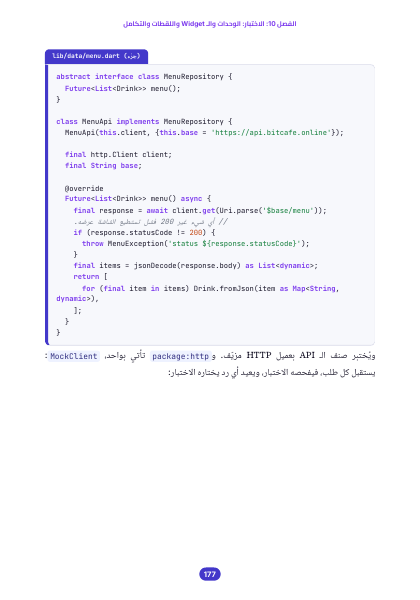 الفصل 10: الاختبار: الوحدات والـ Widget واللقطات والتكامل
lib/data/menu.dart (جزء)
abstract interface class MenuRepository {
Future<List<Drink>> menu();
}
class MenuApi implements MenuRepository {
MenuApi(this.client, {this.base = 'https://api.bitcafe.online'});
final http.Client client;
final String base;
@override
Future<List<Drink>> menu() async {
final response = await client.get(Uri.parse('$base/menu'));
// أي شيء غير 200 فشل تستطيع الشاشة عرضه.
if (response.statusCode != 200) {
throw MenuException('status ${response.statusCode}');
}
final items = jsonDecode(response.body) as List<dynamic>;
return [
for (final item in items) Drink.fromJson(item as Map<String,
dynamic>),
];
}
}
ويُختبر صنف الـ API بعميل HTTP مزيّف. و package:http تأتي بواحد، MockClient:
يستقبل كل طلب، فيفحصه الاختبار، ويعيد أي رد يختاره الاختبار:
177